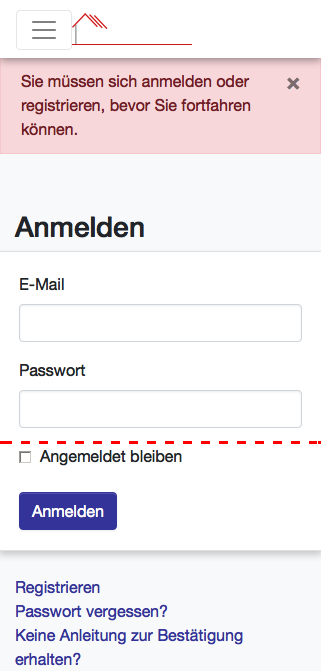 Sie müssen sich anmelden oder
registrieren, bevor Sie fortfahren
können.
×
Anmelden
E-Mail
Passwort
Angemeldet bleiben
Anmelden
Registrieren
Passwort vergessen?
Keine Anleitung zur Bestätigung
erhalten?